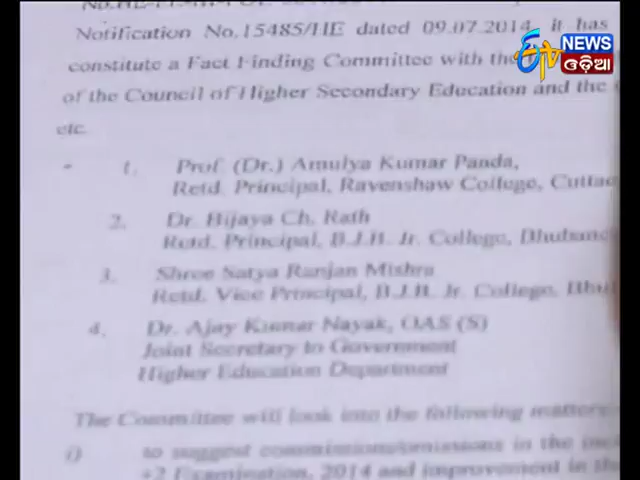 Notification No.15485/HE dated 09.07.2014, it has
constitute a Fact Finding Committee with the
of the Council of Higher Secondary Education and the
etc.
1. Prof. (Dr.) Amulya Kumar Panda,
Retd. Principal, Ravenshaw College, Cuttac
2. Dr. Bijaya Ch. Rath
Retd. Principal, B.J.B. Jr. College, Bhuban
3. Shree Satya Ranjan Mishra
Retd. Vice Principal, B.J.B. Jr. College, Bhu
4. Dr. Ajay Kumar Nayak, OAS (S)
Joint Secretary to Government
Higher Education Department
The Committee will look into the following matters
i) to suggest commissions/omissions in the
+2 Examination, 2014 and improvement in the
ETV NEWS
ଓଡ଼ିଆ